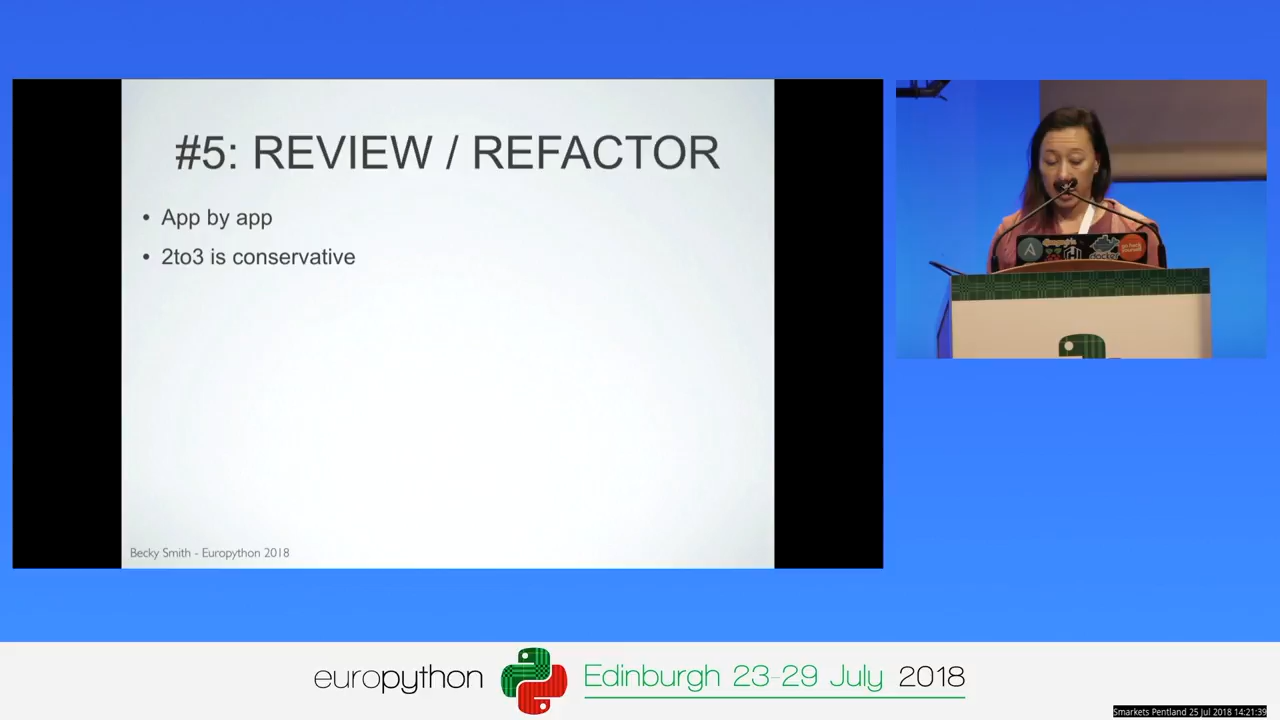 #5: REVIEW / REFACTOR
• App by app
• 2to3 is conservative
Becky Smith - Europython 2018
docker
europython
Edinburgh 23-29 July 2018
Smarkets Pentland 25 Jul 2018 14:21:39